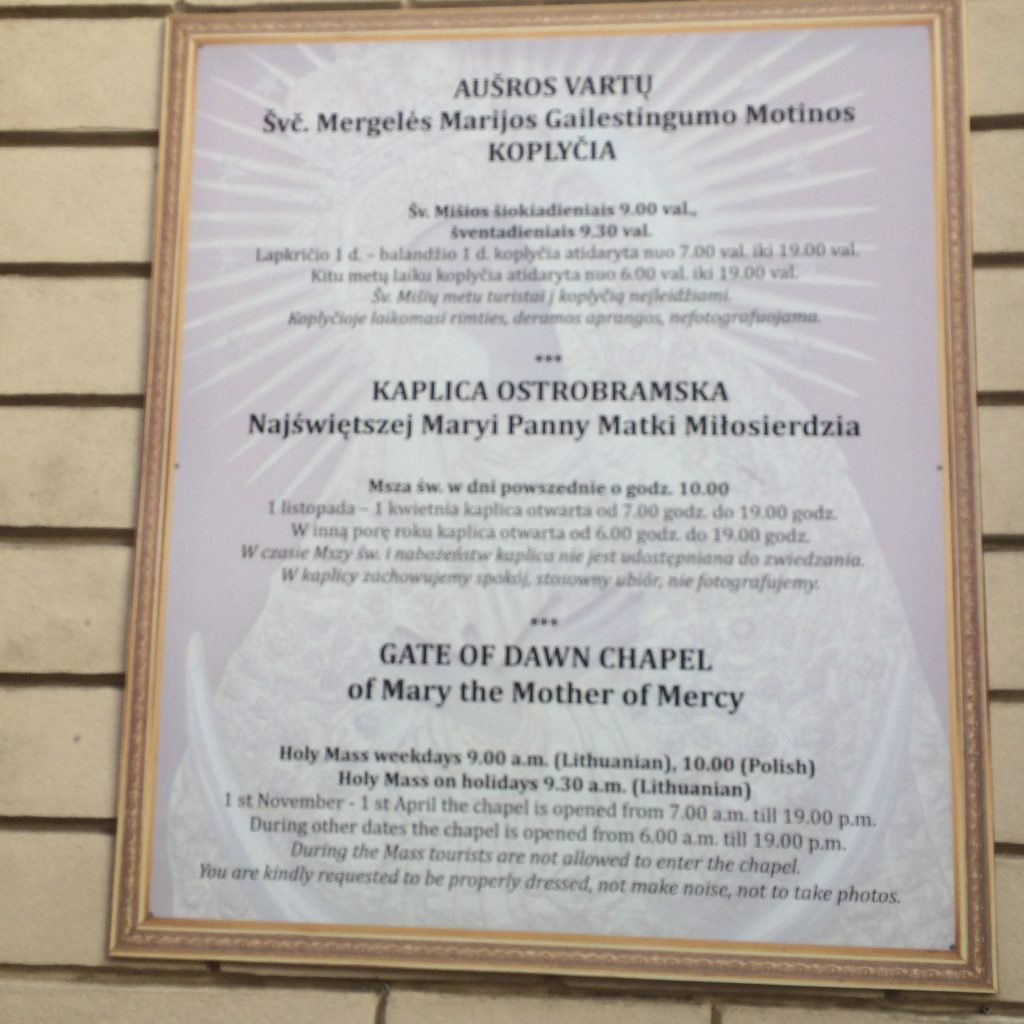 AUŠROS VARTŲ
Švč. Mergelės Marijos Gailestingumo Motinos
KOPLYČIA
Šv. Mišios šiokiadieniais 9.00 val.,
šventadieniais 9.30 val.
Lapkričio 1 d. – balandžio 1 d. koplyčia atidaryta nuo 7.00 val. iki 19.00 val.
Kitu metų laiku koplyčia atidaryta nuo 6.00 val. iki 19.00 val.
Šv. Mišių metu turistai į koplyčią neįleidžiami.
Koplyčioje laikomasi rimties, deramos aprangos, nefotografuojama.
***
KAPLICA OSTROBRAMSKA
Najświętszej Maryi Panny Matki Miłosierdzia
Msza św. w dni powszednie o godz. 10.00
1 listopada – 1 kwietnia kaplica otwarta od 7.00 godz. do 19.00 godz.
W inną porę roku kaplica otwarta od 6.00 godz. do 19.00 godz.
W czasie Mszy św. i nabożeństw kaplica nie jest udostępniana do zwiedzania.
W kaplicy zachowujemy spokój, stosowny ubiór, nie fotografujemy.
***
GATE OF DAWN CHAPEL
of Mary the Mother of Mercy
Holy Mass weekdays 9.00 a.m. (Lithuanian), 10.00 (Polish)
Holy Mass on holidays 9.30 a.m. (Lithuanian)
1 st November - 1 st April the chapel is opened from 7.00 a.m. till 19.00 p.m.
During other dates the chapel is opened from 6.00 a.m. till 19.00 p.m.
During the Mass tourists are not allowed to enter the chapel.
You are kindly requested to be properly dressed, not make noise, not to take photos.